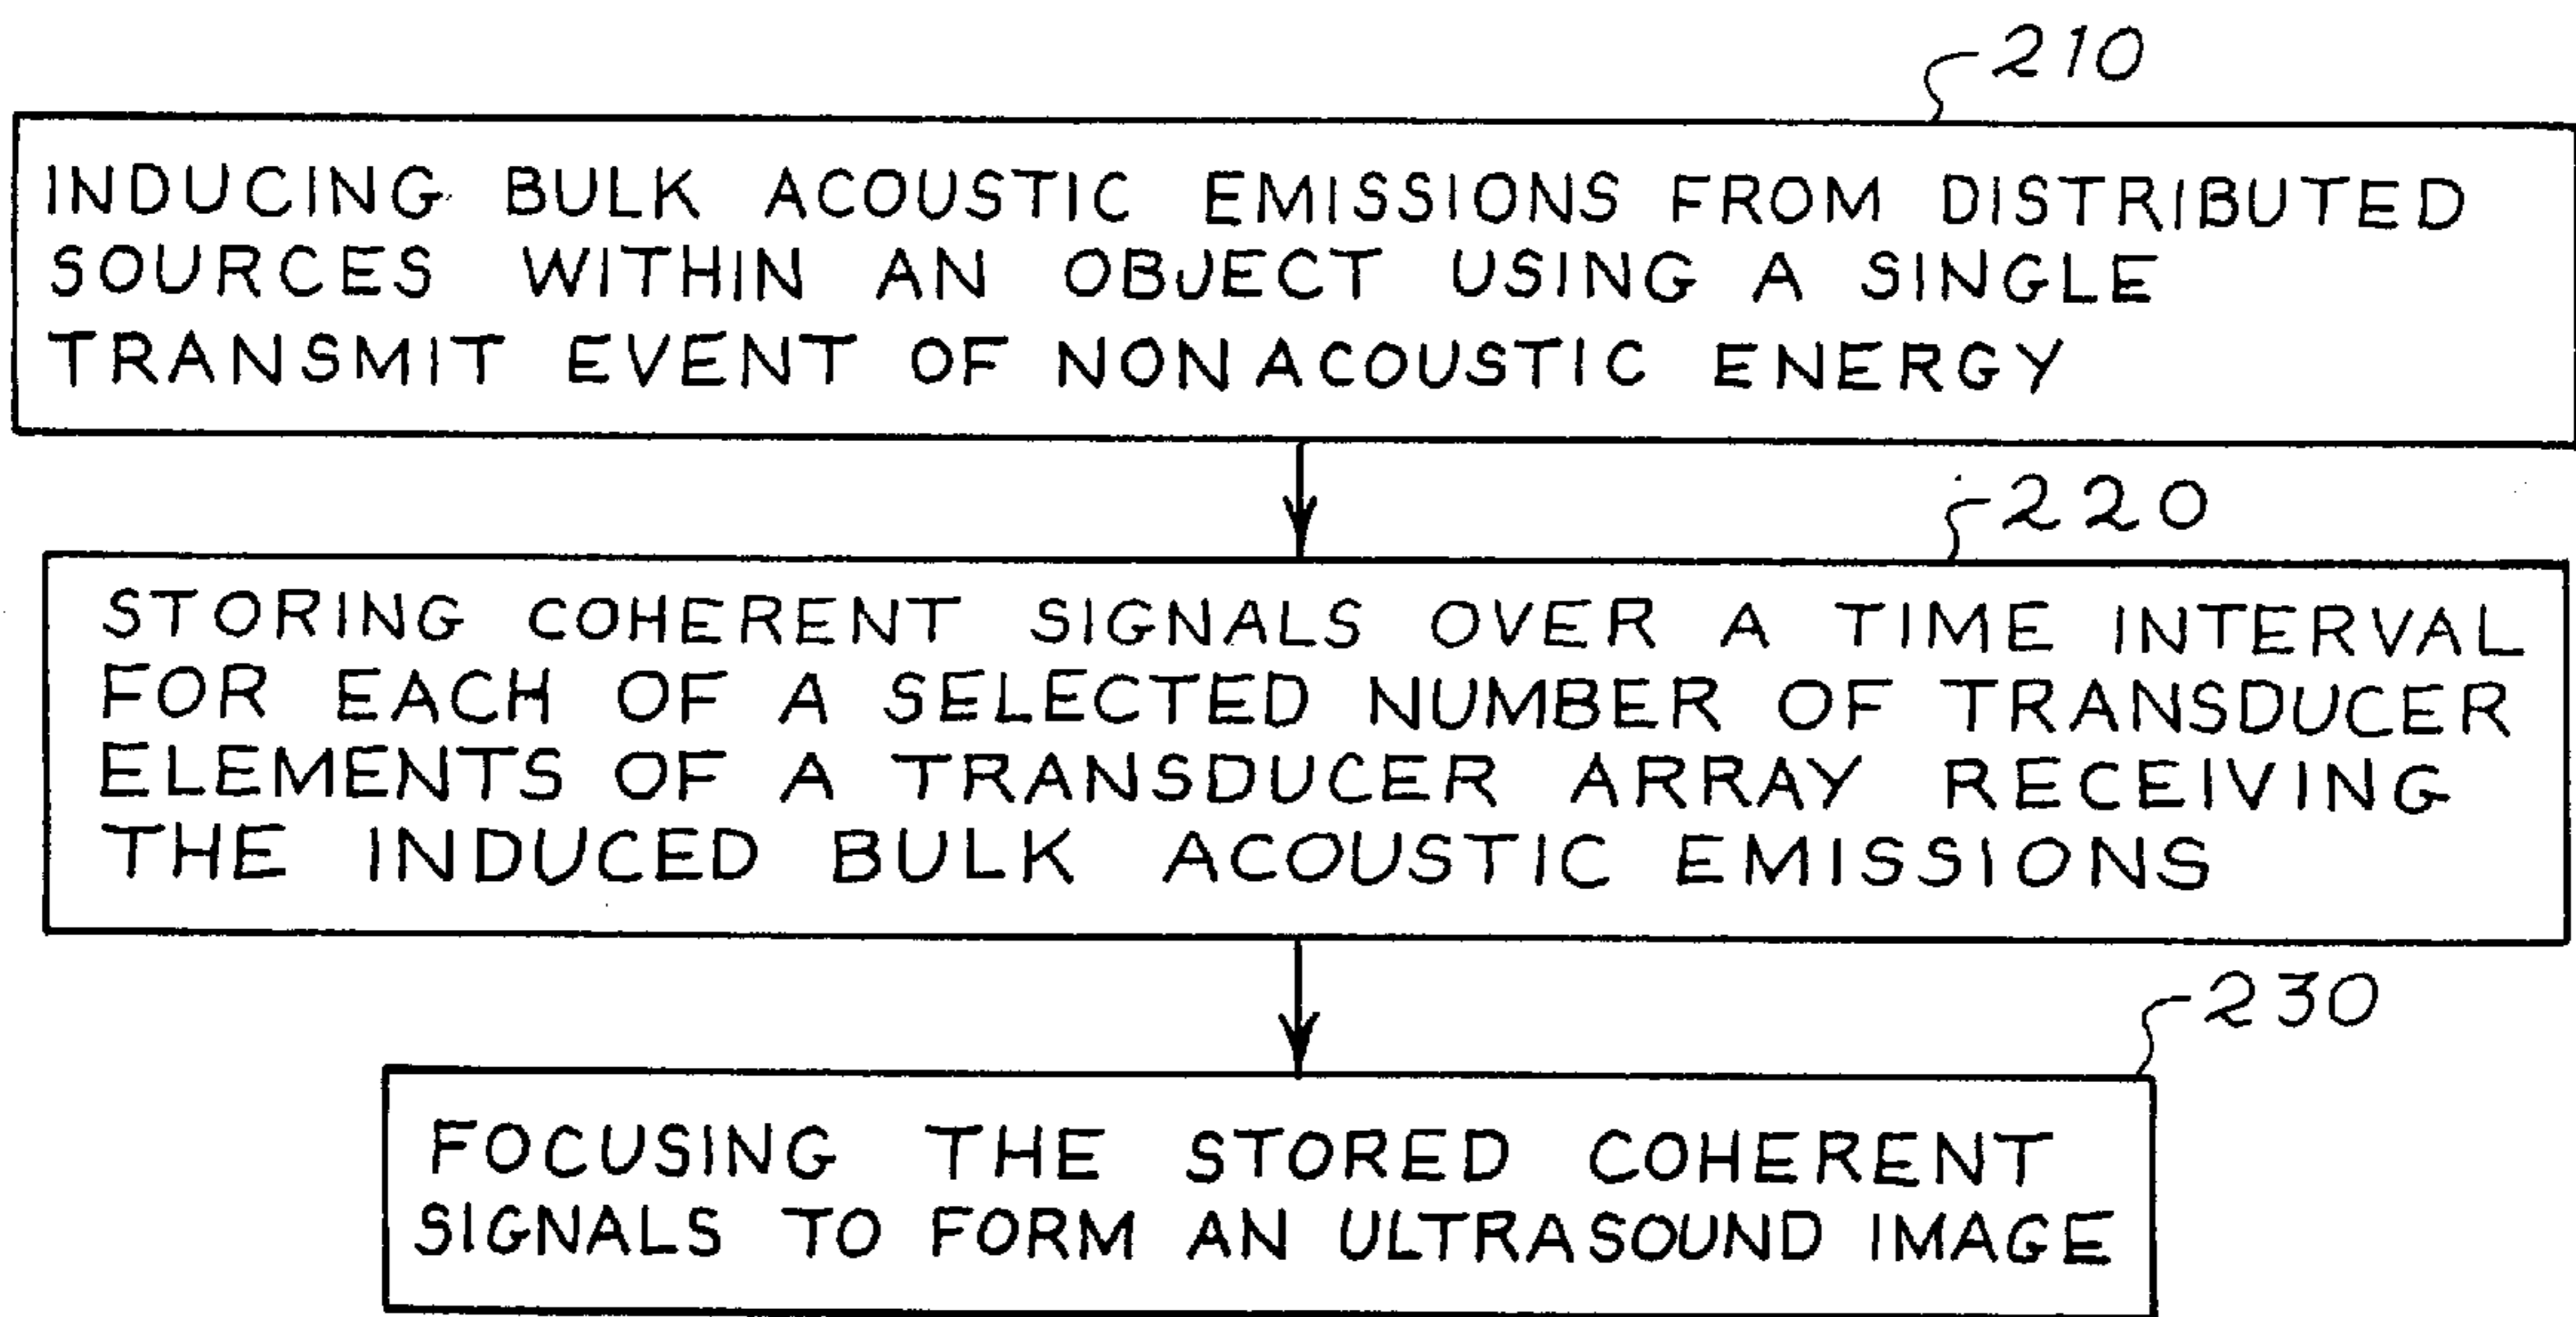 210
INDUCING BULK ACOUSTIC EMISSIONS FROM DISTRIBUTED
SOURCES WITHIN AN OBJECT USING A SINGLE
TRANSMIT EVENT OF NONACOUSTIC ENERGY
220
STORING COHERENT SIGNALS OVER A TIME INTERVAL
FOR EACH OF A SELECTED NUMBER OF TRANSDUCER
ELEMENTS OF A TRANSDUCER ARRAY RECEIVING
THE INDUCED BULK ACOUSTIC EMISSIONS
230
FOCUSING THE STORED COHERENT
SIGNALS TO FORM AN ULTRASOUND IMAGE